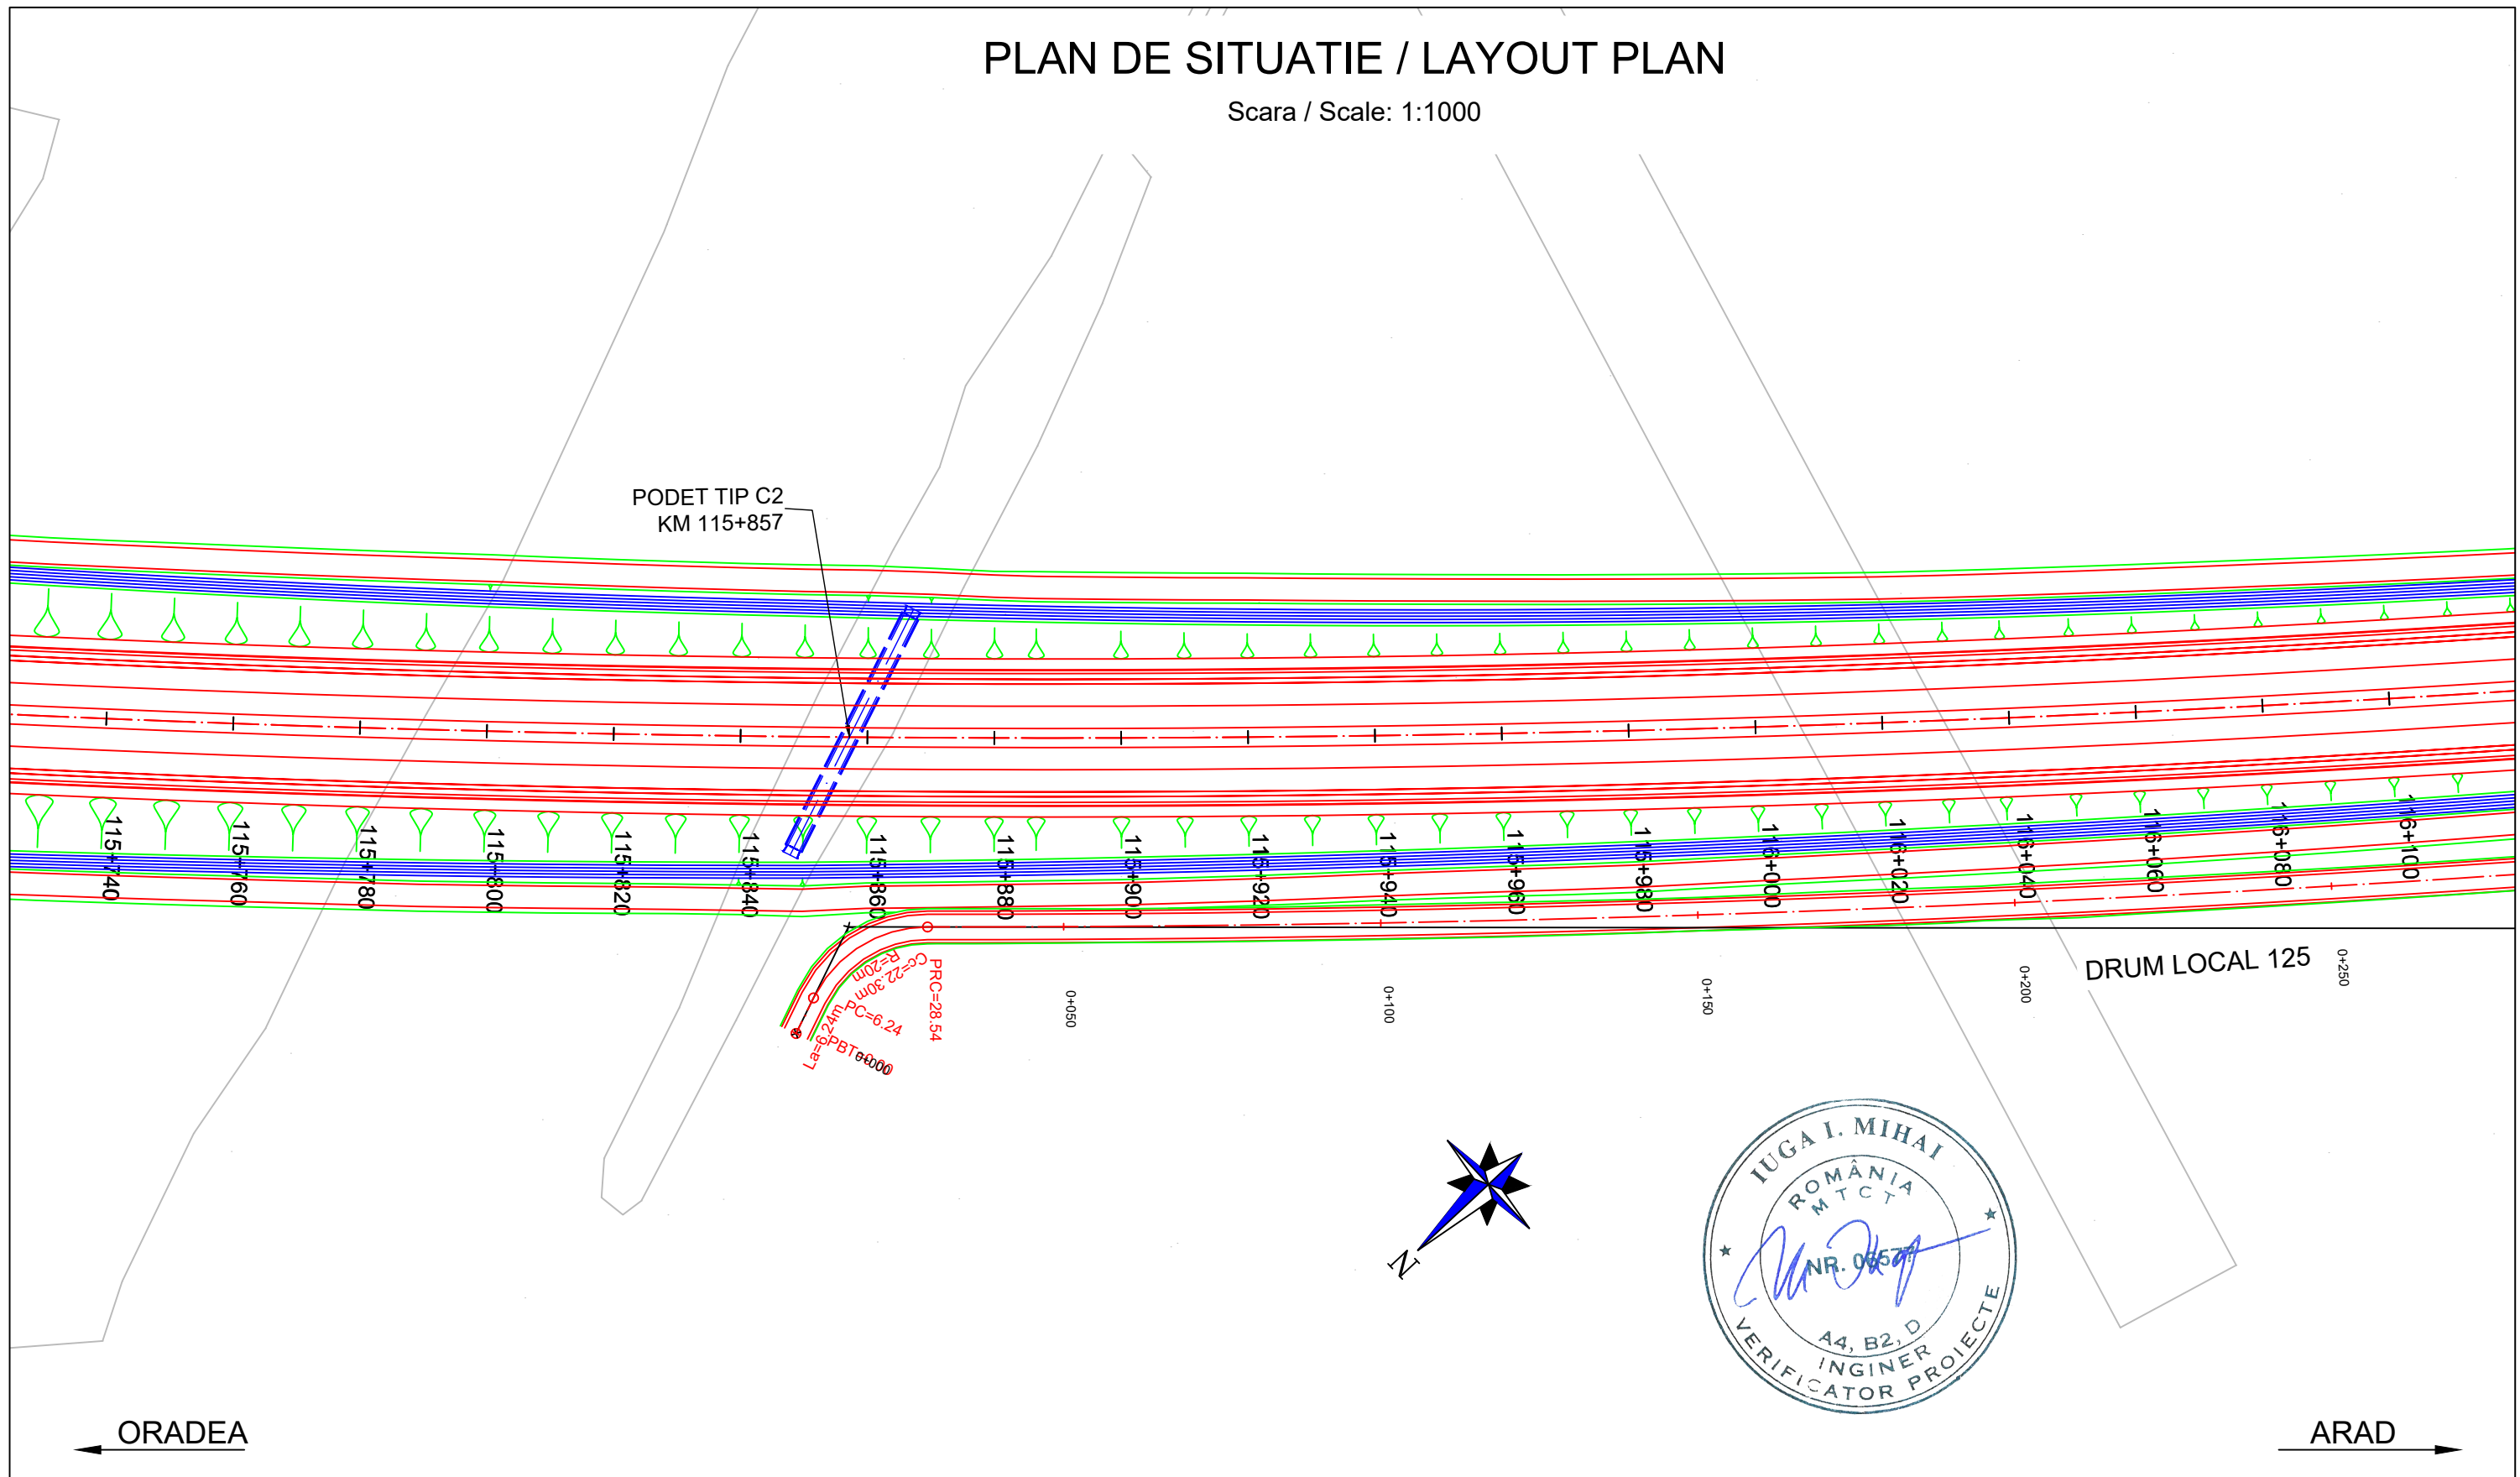 PLAN DE SITUATIE / LAYOUT PLAN
Scara / Scale: 1:1000
PODET TIP C2
KM 115+857
115+740
115+760
115+780
115+800
115+820
115+840
115+860
115+880
115+900
115+920
115+940
115+960
115+980
116+000
116+020
116+040
116+060
116+080
116+100
R=20m
Cc=22.30m
PRC=28.54
PC=6.24
La=6.24m
0+000
0+050
0+100
0+150
0+200
0+250
DRUM LOCAL 125
N
IUGA I. MIHAI
ROMÂNIA
MTCT
NR. 06577
A4, B2, D
INGINER
VERIFICATOR PROIECTE
ORADEA
ARAD